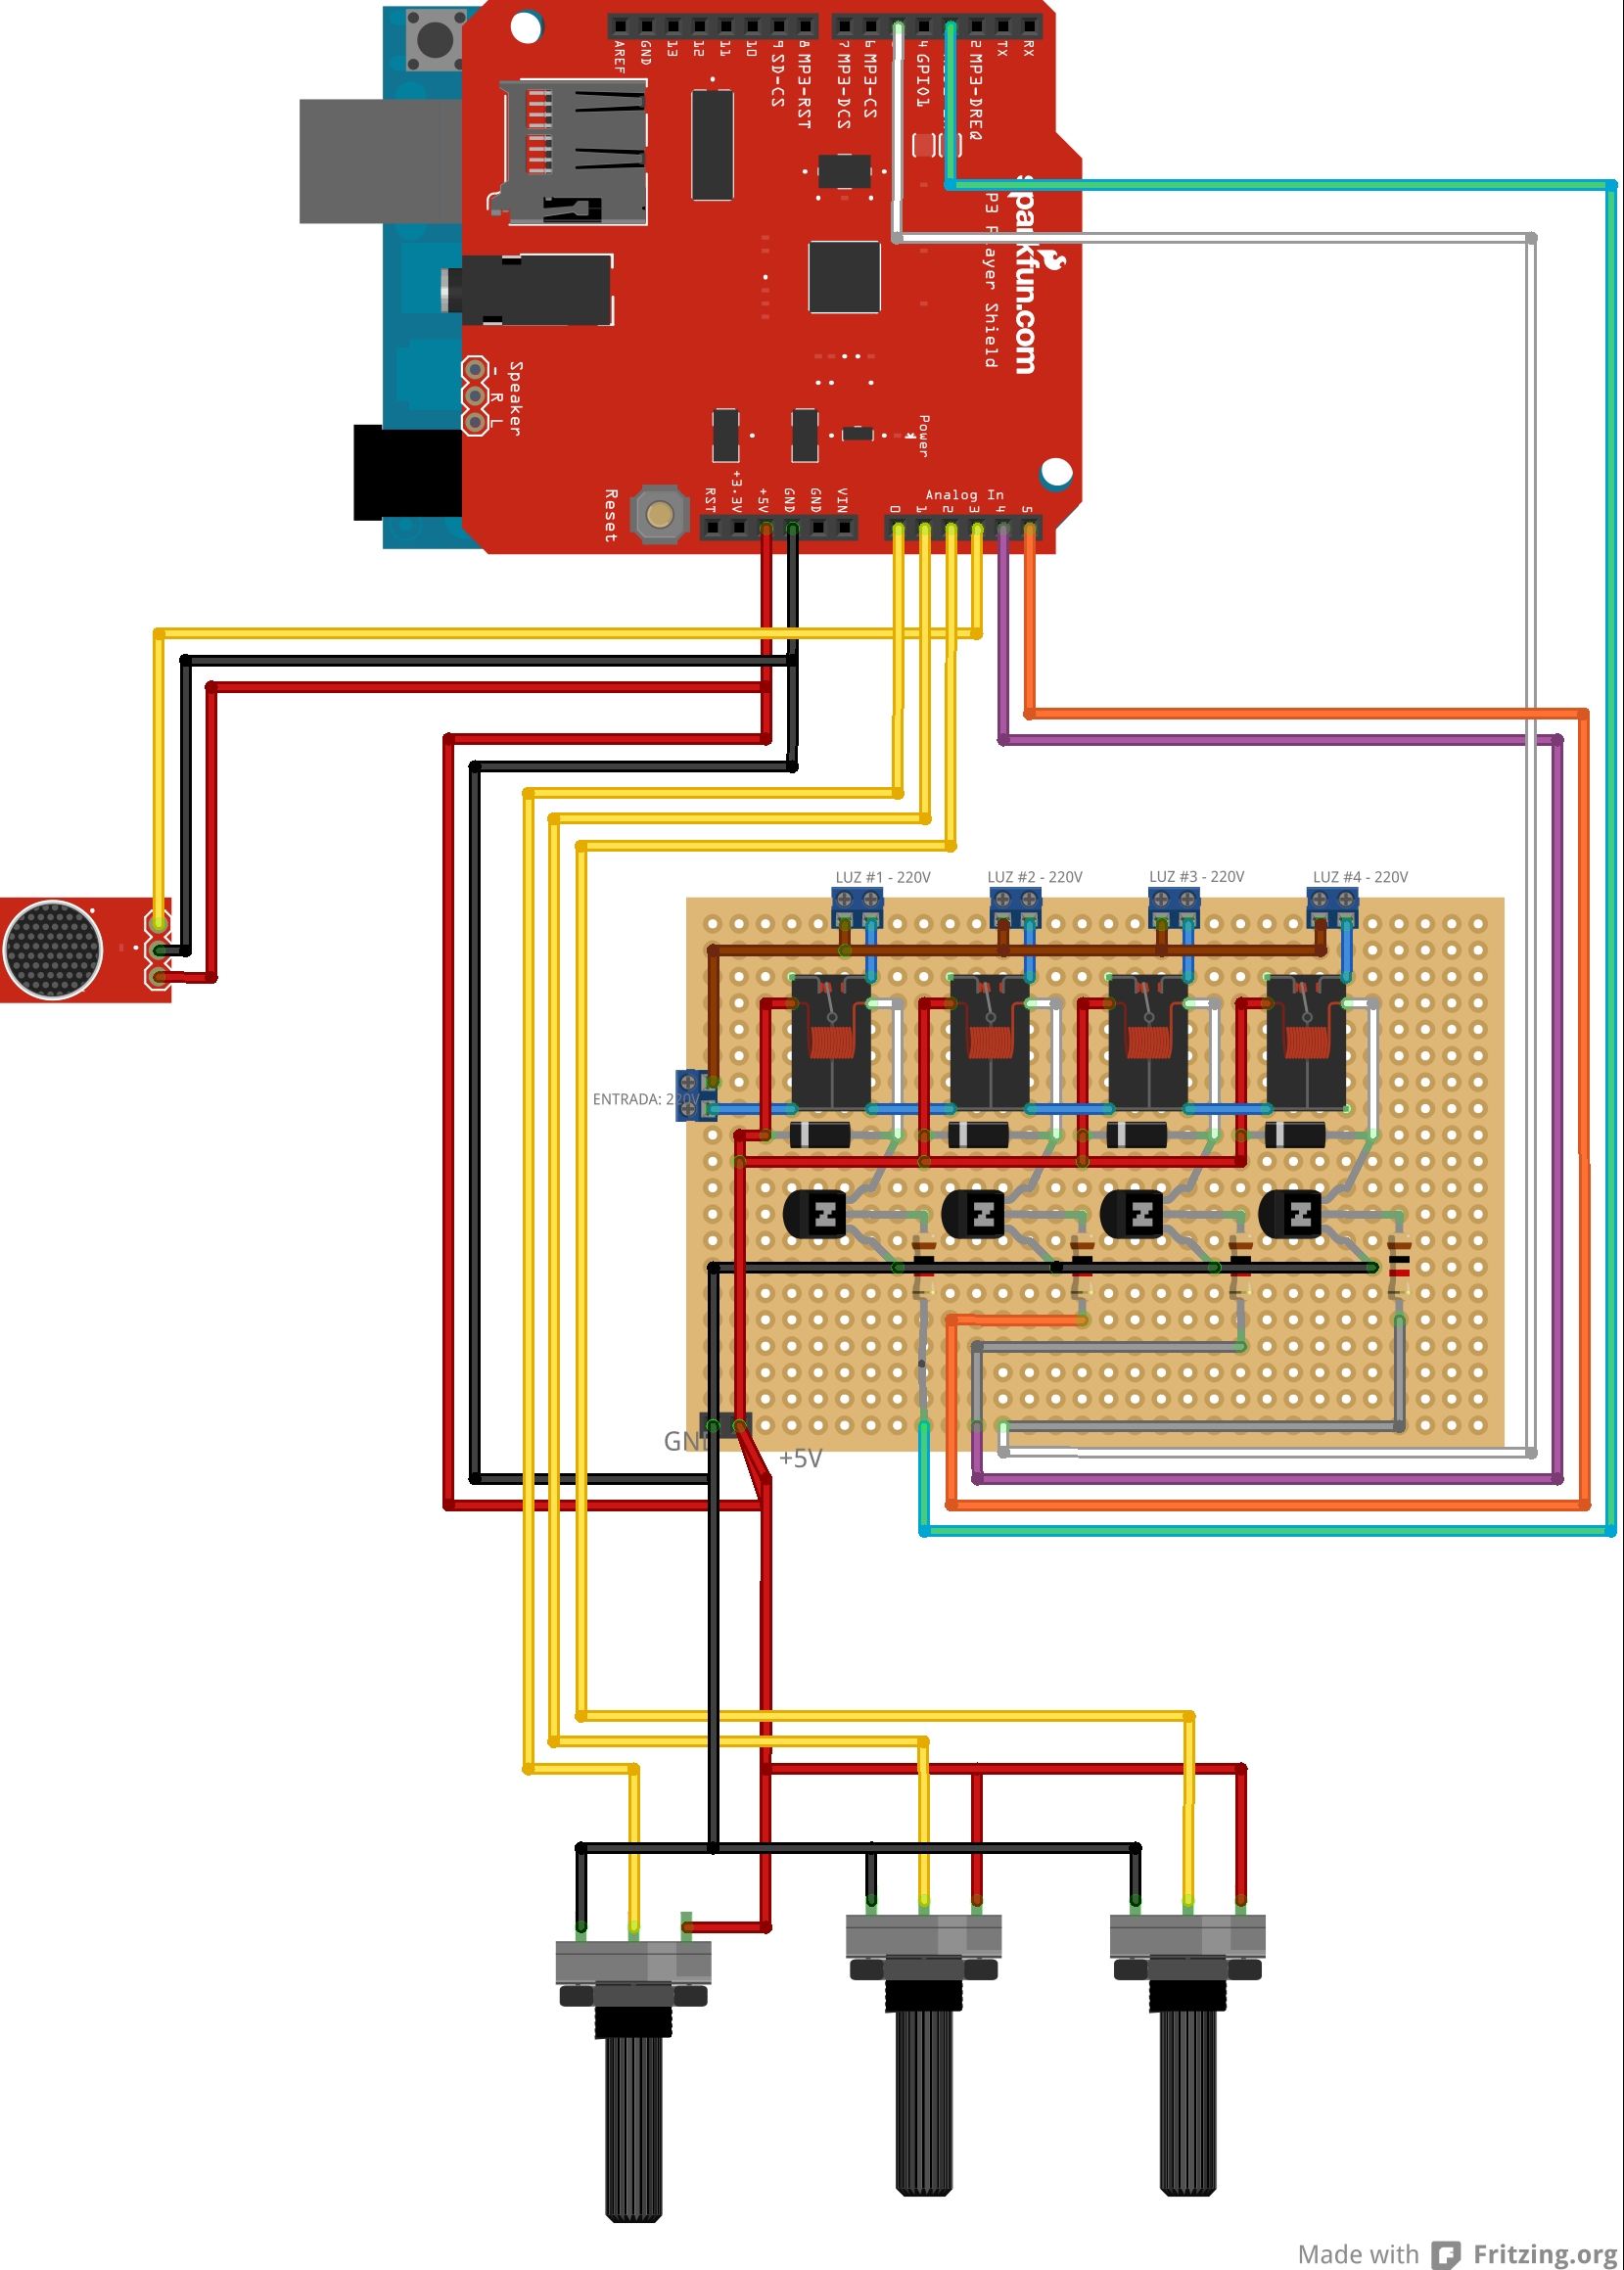 AREF
GND
13
12
11
10
9 SD-CS
8 MP3-RST
7 MP3-DCS
6 MP3-CS
4 GPIO1
2 MP3-DREQ
TX
RX
sparkfun.com
P3 Player Shield
Speaker
-
R
L
Power
Reset
RST
+3.3V
+5V
GND
GND
VIN
Analog In
0
1
2
3
4
5
LUZ #1 - 220V
LUZ #2 - 220V
LUZ #3 - 220V
LUZ #4 - 220V
ENTRADA: 220V
GND
+5V
Made with Fritzing.org